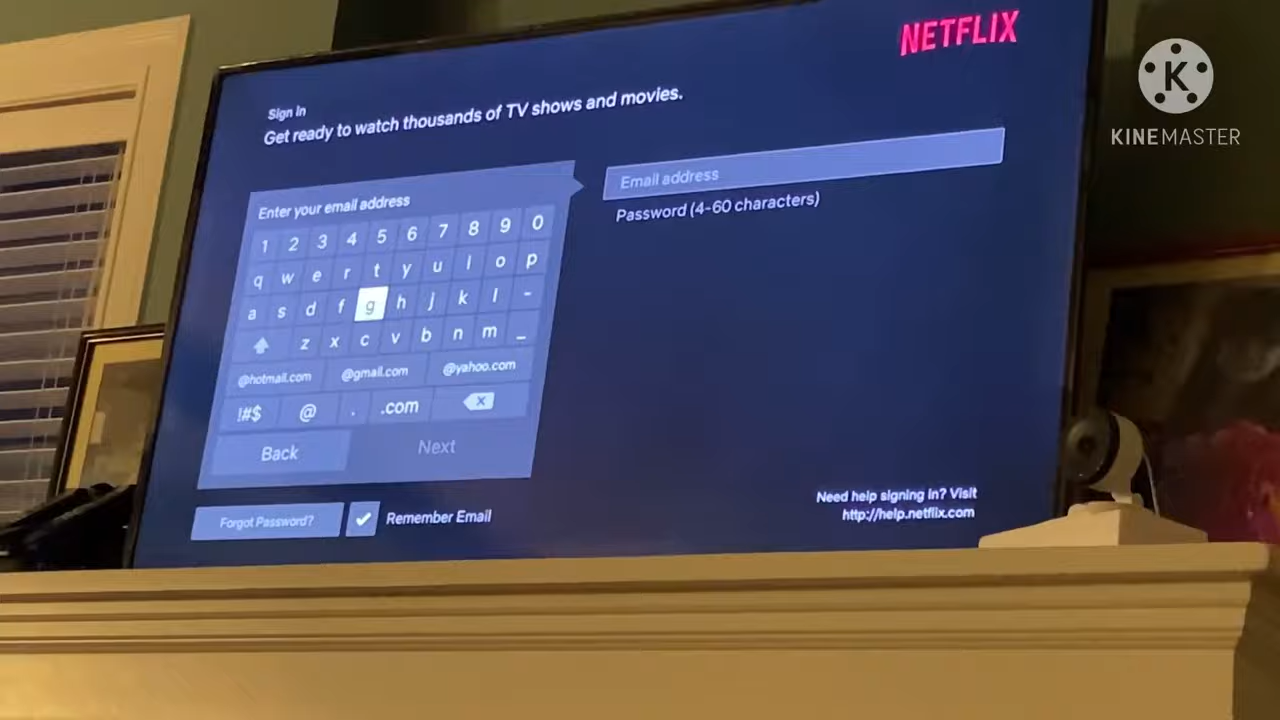 NETFLIX
K
KINEMASTER
Sign In
Get ready to watch thousands of TV shows and movies.
Enter your email address
Email address
Password (4-60 characters)
1 2 3 4 5 6 7 8 9 0
q w e r t y u i o p
a s d f g h j k l -
z x c v b n m _
@hotmail.com @gmail.com @yahoo.com
!#$ @ . .com
Back Next
Forgot Password? Remember Email
Need help signing in? Visit
http://help.netflix.com